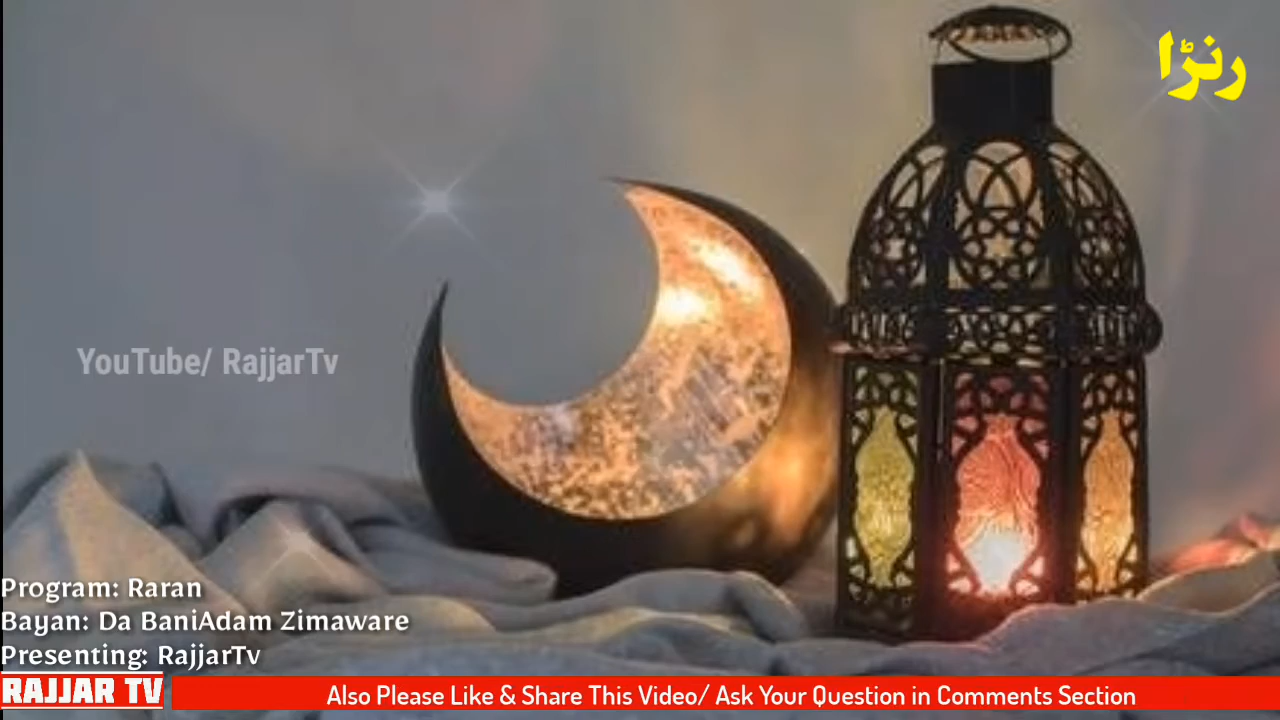 رنړا
YouTube/ RajjarTv
Program: Raran
Bayan: Da BaniAdam Zimaware
Presenting: RajjarTv
RAJJAR TV
Also Please Like & Share This Video/ Ask Your Question in Comments Section